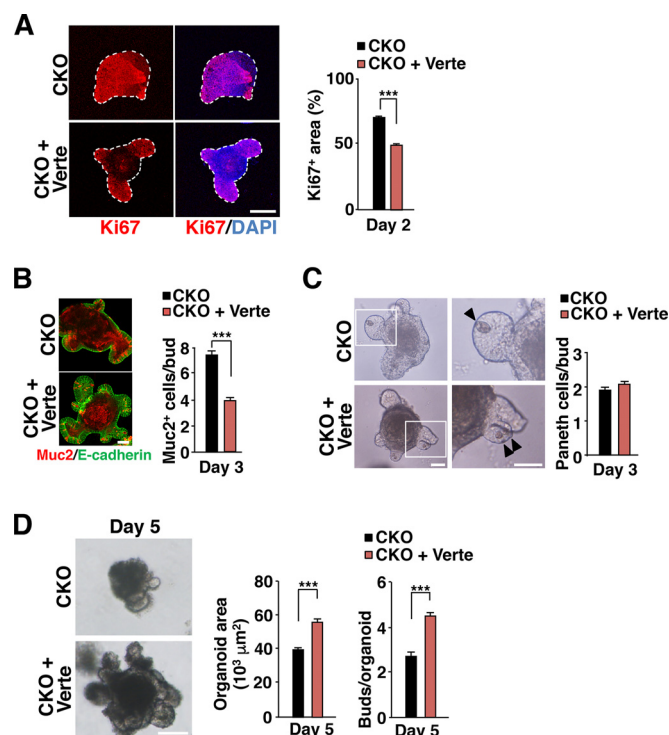 A
CKO
CKO +
Verte
Ki67
Ki67/DAPI
CKO
CKO + Verte
Ki67+ area (%)
100
50
0
***
Day 2
B
CKO
CKO +
Verte
Muc2/E-cadherin
CKO
CKO + Verte
Muc2+ cells/bud
8
4
0
***
Day 3
C
CKO
CKO +
Verte
CKO
CKO + Verte
Paneth cells/bud
3
2
1
0
Day 3
D
Day 5
CKO
CKO +
Verte
CKO
CKO + Verte
Organoid area
(10³ µm²)
80
60
40
20
0
***
Day 5
CKO
CKO + Verte
Buds/organoid
6
4
2
0
***
Day 5